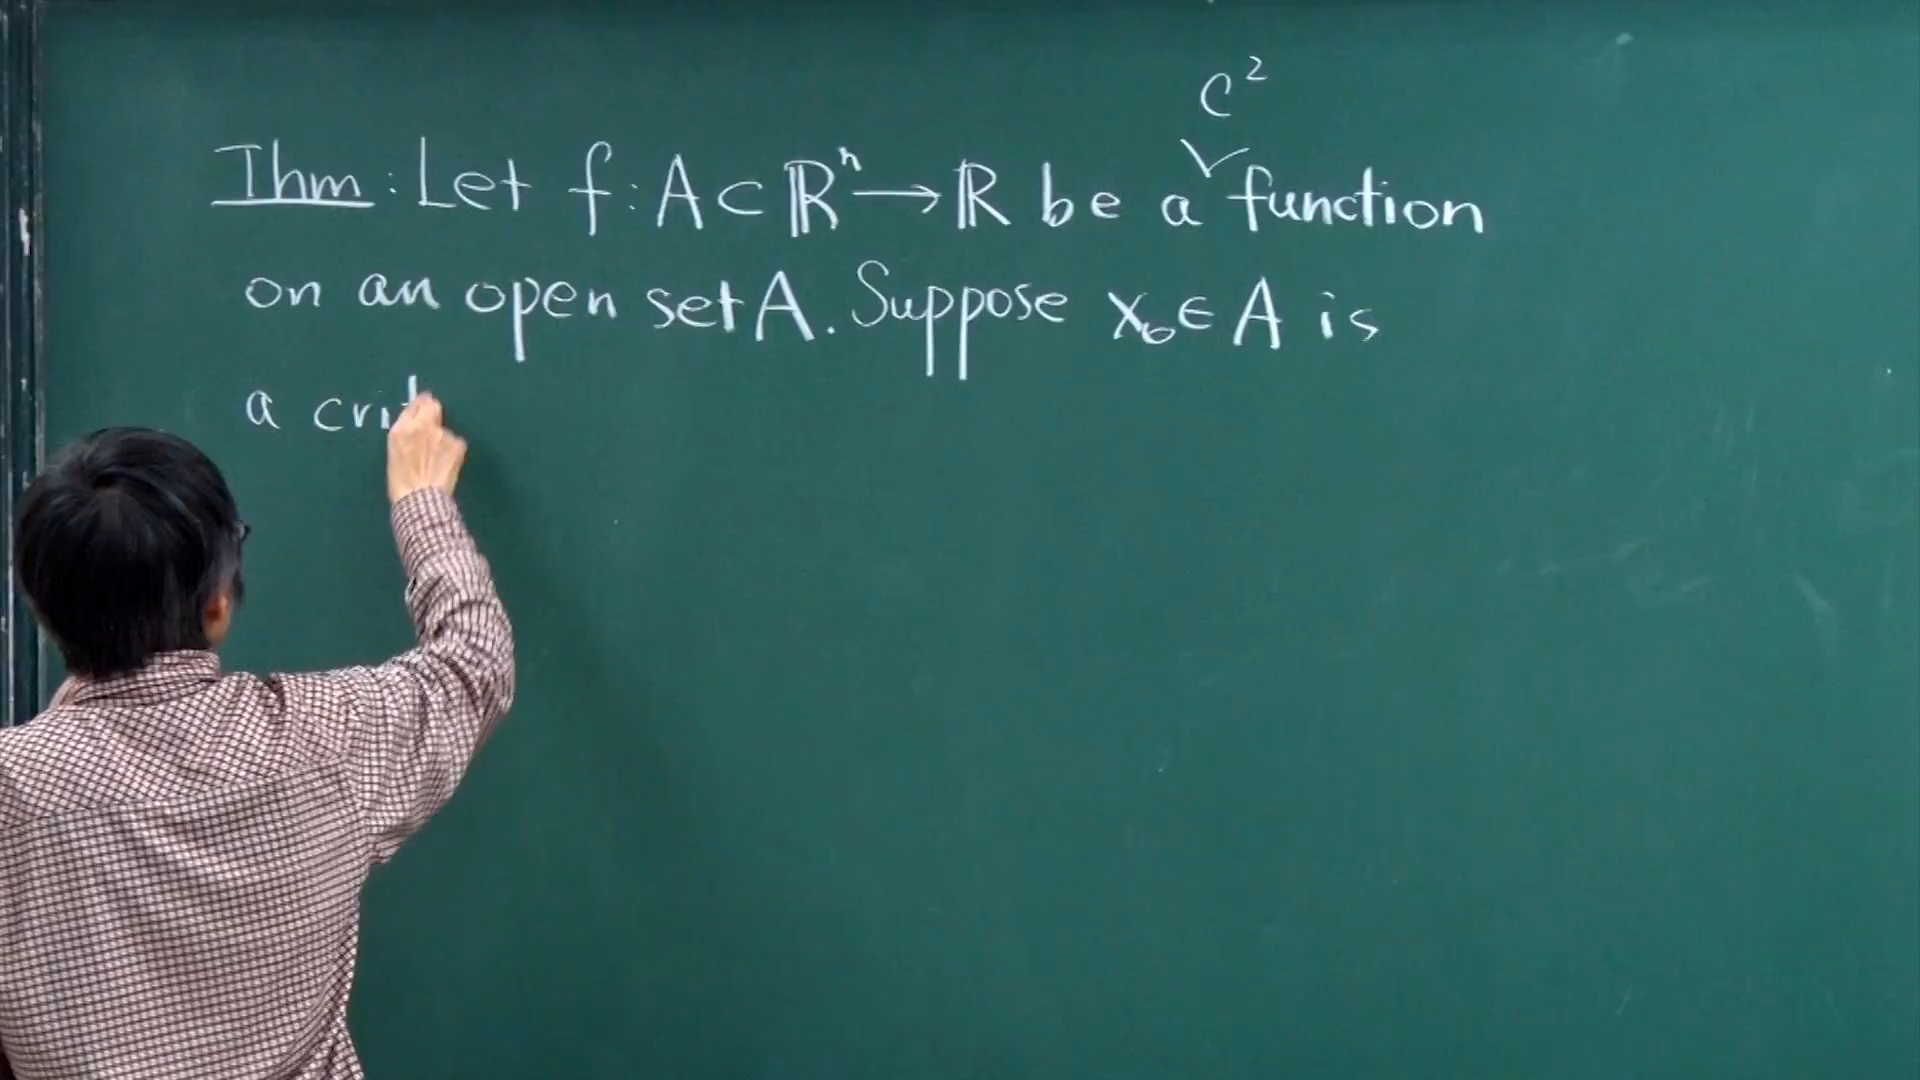 Thm: Let f: A ⊂ ℝⁿ → ℝ be a C² function
on an open set A. Suppose x₀ ∈ A is
a crit